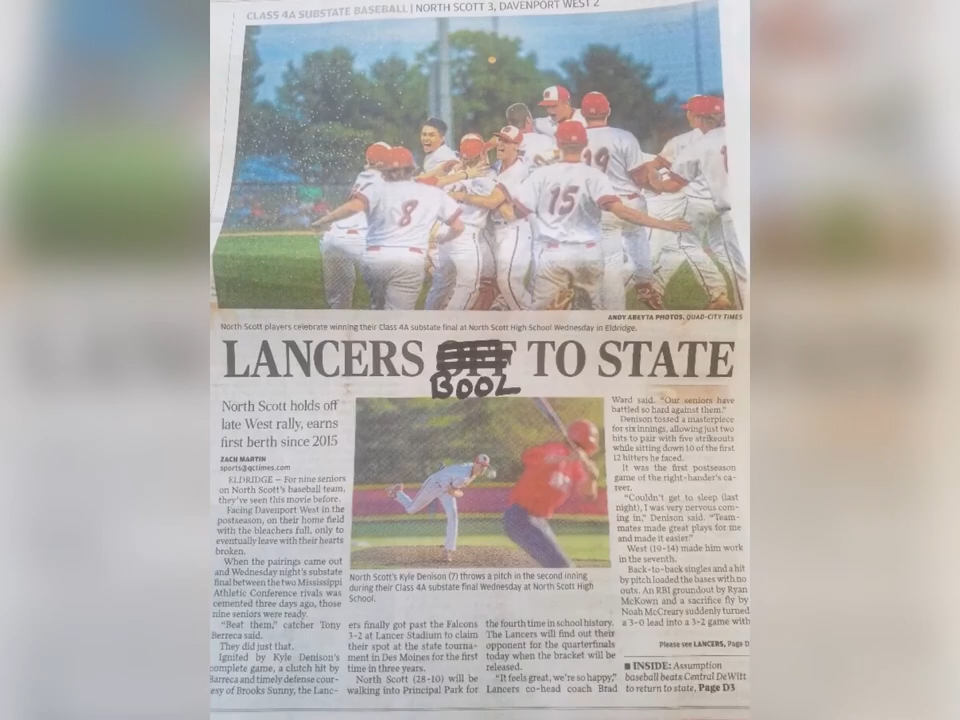 CLASS 4A SUBSTATE BASEBALL | NORTH SCOTT 3, DAVENPORT WEST 2
8
15
19
ANDY ABEYTA PHOTOS, QUAD-CITY TIMES
North Scott players celebrate winning their Class 4A substate final at North Scott High School Wednesday in Eldridge.
LANCERS OFF TO STATE
BOOL
North Scott holds off
late West rally, earns
first berth since 2015
ZACH MARTIN
sports@qctimes.com
ELDRIDGE — For nine seniors
on North Scott's baseball team,
they've seen this movie before.
Facing Davenport West in the
postseason, on their home field
with the bleachers full, only to
eventually leave with their hearts
broken.
When the pairings came out
and Wednesday night's substate
final between the two Mississippi
Athletic Conference rivals was
cemented three days ago, those
nine seniors were ready.
"Beat them," catcher Tony
Berreca said.
They did just that.
Ignited by Kyle Denison's
complete game, a clutch hit by
Barreca and timely defense cour-
esy of Brooks Sunny, the Lanc-
North Scott's Kyle Denison (7) throws a pitch in the second inning
during their Class 4A substate final Wednesday at North Scott High
School.
ers finally got past the Falcons
3-2 at Lancer Stadium to claim
their spot at the state tourna-
ment in Des Moines for the first
time in three years.
North Scott (28-10) will be
walking into Principal Park for
the fourth time in school history.
The Lancers will find out their
opponent for the quarterfinals
today when the bracket will be
released.
"It feels great, we're so happy,"
Lancers co-head coach Brad
Ward said. "Our seniors have
battled so hard against them."
Denison tossed a masterpiece
for six innings, allowing just two
hits to pair with five strikeouts
while sitting down 10 of the first
12 hitters he faced.
It was the first postseason
game of the right-hander's ca-
reer.
"Couldn't get to sleep (last
night), I was very nervous com-
ing in," Denison said. "Team-
mates made great plays for me
and made it easier."
West (19-14) made him work
in the seventh.
Back-to-back singles and a hit
by pitch loaded the bases with no
outs. An RBI groundout by Ryan
McKown and a sacrifice fly by
Noah McCreary suddenly turned
a 3-0 lead into a 3-2 game with
Please see LANCERS, Page D
■ INSIDE: Assumption
baseball beats Central DeWitt
to return to state, Page D3